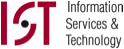 IST Information
Services &
Technology